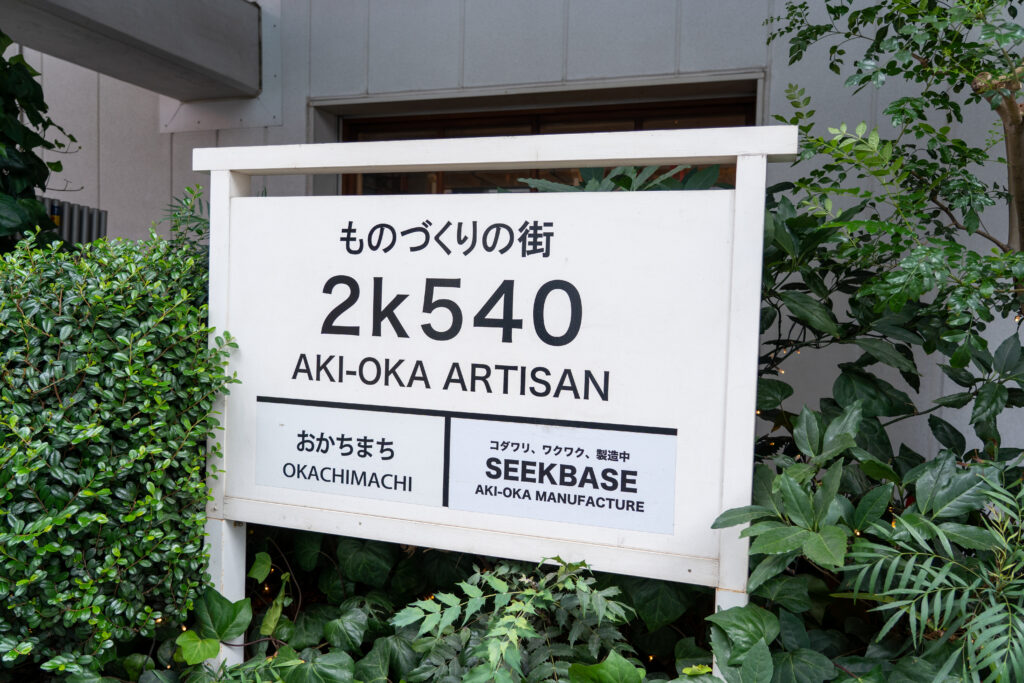 ものづくりの街
2k540
AKI-OKA ARTISAN
おかちまち
OKACHIMACHI
コダワリ、ワクワク、製造中
SEEKBASE
AKI-OKA MANUFACTURE